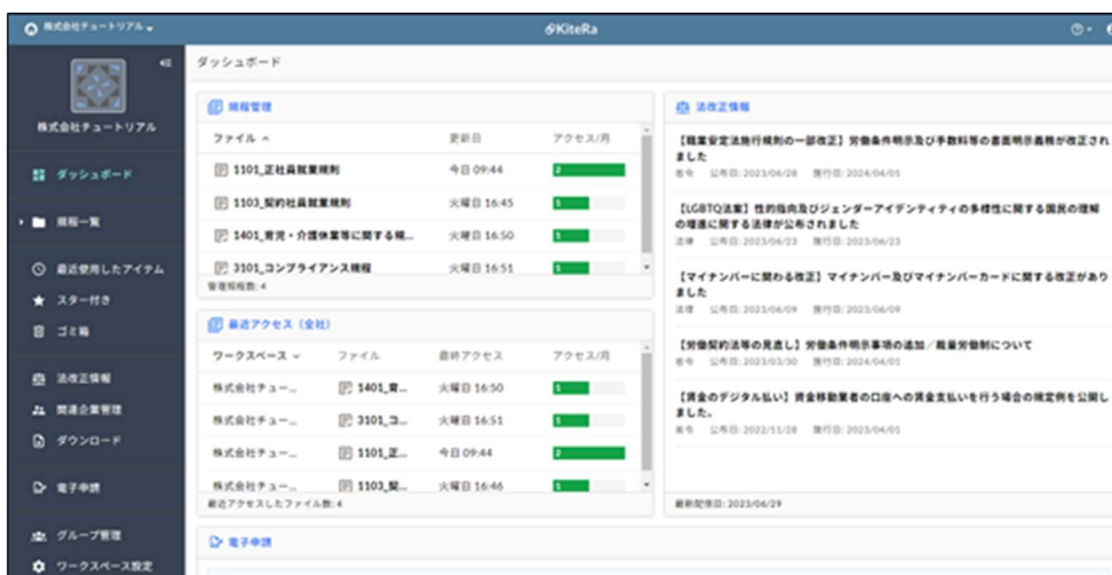 株式会社チュートリアル
KiteRa
株式会社チュートリアル
ダッシュボード
規程一覧
最近使用したアイテム
スター付き
ゴミ箱
法改正情報
関連企業管理
ダウンロード
電子申請
グループ管理
ワークスペース設定
ダッシュボード
規程管理
ファイル 更新日 アクセス/月
1101_正社員就業規則 今日 09:44 2
1103_契約社員就業規則 火曜日 16:45 1
1401_育児・介護休業等に関する規... 火曜日 16:50 1
3101_コンプライアンス規程 火曜日 16:51 1
管理規程数: 4
最近アクセス（全社）
ワークスペース ファイル 最終アクセス アクセス/月
株式会社チュー... 1401_育... 火曜日 16:50 1
株式会社チュー... 3101_コ... 火曜日 16:51 1
株式会社チュー... 1101_正... 今日 09:44 2
株式会社チュー... 1103_契... 火曜日 16:46 1
最近アクセスしたファイル数: 4
電子申請
法改正情報
【職業安定法施行規則の一部改正】労働条件明示及び手数料等の書面明示義務が改正され
ました
省令 公布日: 2023/06/28 施行日: 2024/04/01
【LGBTQ法案】性的指向及びジェンダーアイデンティティの多様性に関する国民の理解
の増進に関する法律が公布されました
法律 公布日: 2023/06/23 施行日: 2023/06/23
【マイナンバーに関わる改正】マイナンバー及びマイナンバーカードに関する改正があり
ました
法律 公布日: 2023/06/09 施行日: 2023/06/09
【労働契約法等の見直し】労働条件明示事項の追加／裁量労働制について
省令 公布日: 2023/03/30 施行日: 2024/04/01
【賃金のデジタル払い】資金移動業者の口座への賃金支払いを行う場合の規定例を公開し
ました。
省令 公布日: 2022/11/28 施行日: 2023/04/01
最新配信日: 2023/06/29